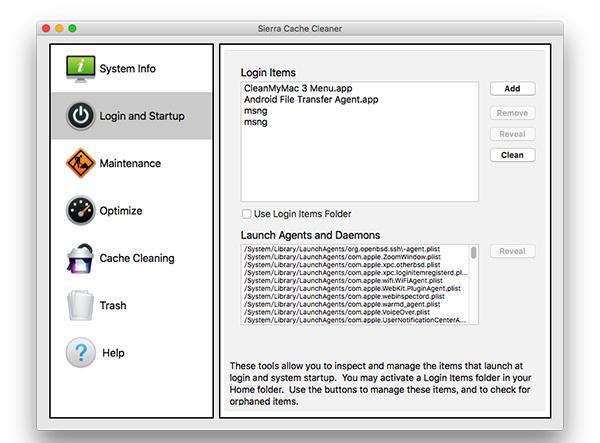 Sierra Cache Cleaner
System Info
Login and Startup
Maintenance
Optimize
Cache Cleaning
Trash
Help
Login Items
CleanMyMac 3 Menu.app
Android File Transfer Agent.app
msng
msng
Add
Remove
Reveal
Clean
Use Login Items Folder
Launch Agents and Daemons
/System/Library/LaunchAgents/org.openbsd.ssh\-agent.plist
/System/Library/LaunchAgents/com.apple.ZoomWindow.plist
/System/Library/LaunchAgents/com.apple.xpc.otherbsd.plist
/System/Library/LaunchAgents/com.apple.xpc.loginitemregisterd.pl...
/System/Library/LaunchAgents/com.apple.wifi.WiFiAgent.plist
/System/Library/LaunchAgents/com.apple.WebKit.PluginAgent.plist
/System/Library/LaunchAgents/com.apple.webinspectord.plist
/System/Library/LaunchAgents/com.apple.warmd_agent.plist
/System/Library/LaunchAgents/com.apple.VoiceOver.plist
/System/Library/LaunchAgents/com.apple.UserNotificationCenterA...
Reveal
These tools allow you to inspect and manage the items that launch at
login and system startup. You may activate a Login Items folder in your
Home folder. Use the buttons to manage these items, and to check for
orphaned items.